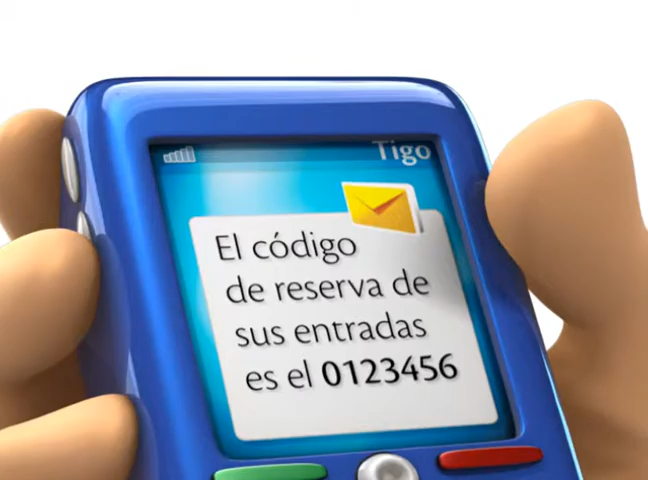 Tigo
El código
de reserva de
sus entradas
es el 0123456